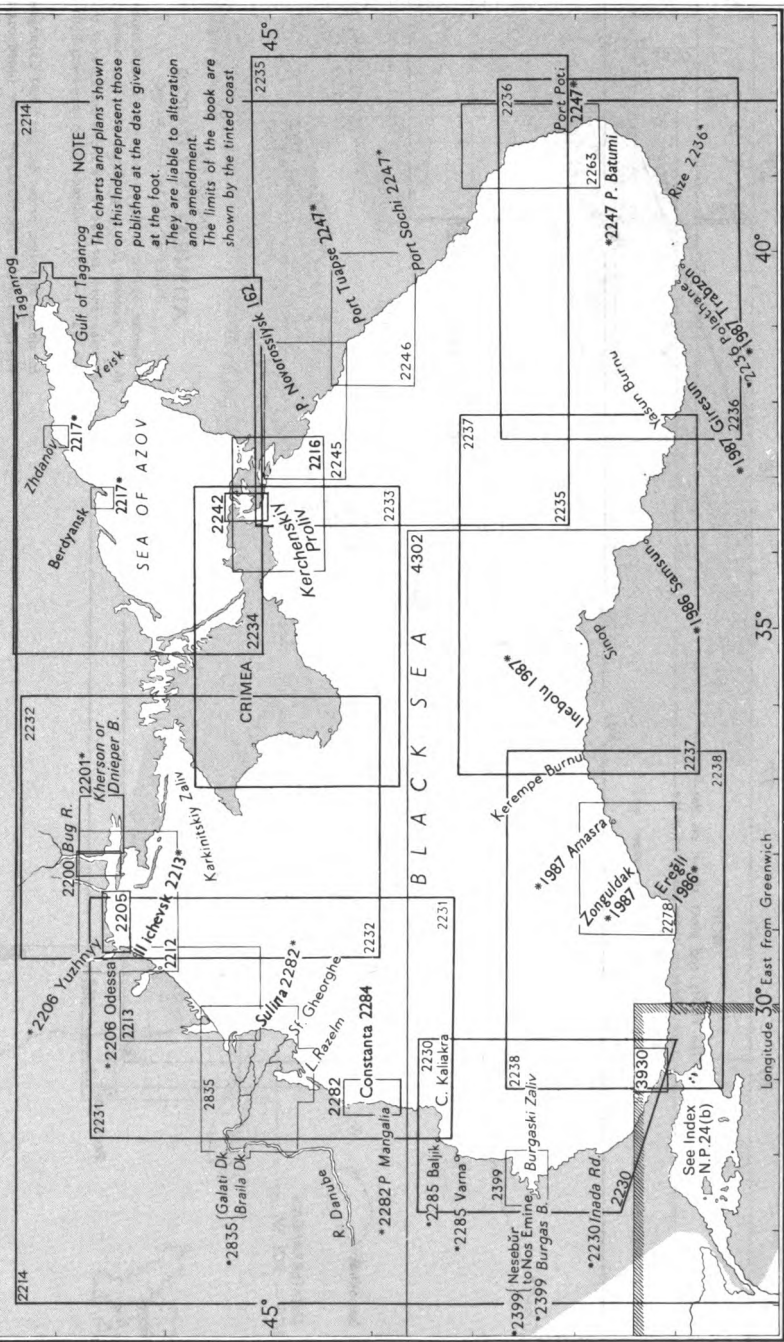 2214
Taganrog
Gulf of Taganrog
NOTE
The charts and plans shown
on this Index represent those
published at the date given
at the foot.
They are liable to alteration
and amendment.
The limits of the book are
shown by the tinted coast
45°
2235
Yeisk
Zhdanov
2217*
Berdyansk
2217*
SEA OF AZOV
2242
P. Novorossiysk 162
2216
2245
Port Tuapse 2247*
Port Sochi 2247*
2246
Kerchenskiy
Proliv
2233
2234
CRIMEA
2232
2201*
Kherson or
Dnieper B.
2200
Bug R.
Karkinitskiy Zaliv
2205
Il ichevsk 2213*
2212
*2206 Yuzhnyy
*2206 Odessa
2213
2232
2231
2231
2835
Sulina 2282*
Sf. Gheorghe
L. Razelm
*2835
Galati Dk.
Braila Dk.
R. Danube
2282
Constanta 2284
*2282 P Mangalia
2214
45°
BLACK SEA
4302
2230
C. Kaliakra
*2285 Baljik
*2285 Varna
2399
Burgaski Zaliv
*2399
Nesebŭr
to Nos Emine
*2399 Burgas B.
*2230 Inada Rd.
2230
2238
3930
See Index
N.P.24(b)
Kerempe Burnu
*1987 Amasra
Zonguldak
*1987
Ereğli
1986*
2278
2238
2237
Inebolu 1987*
Sinop
*1986 Samsun
2237
2235
Yasun Burnu
*1987 Giresun
2236
*2236 Polathane
*1987 Trabzon
Rize 2236*
*2247 P. Batumi
2263
2236
Port Poti
2247*
Longitude 30° East from Greenwich
35°
40°